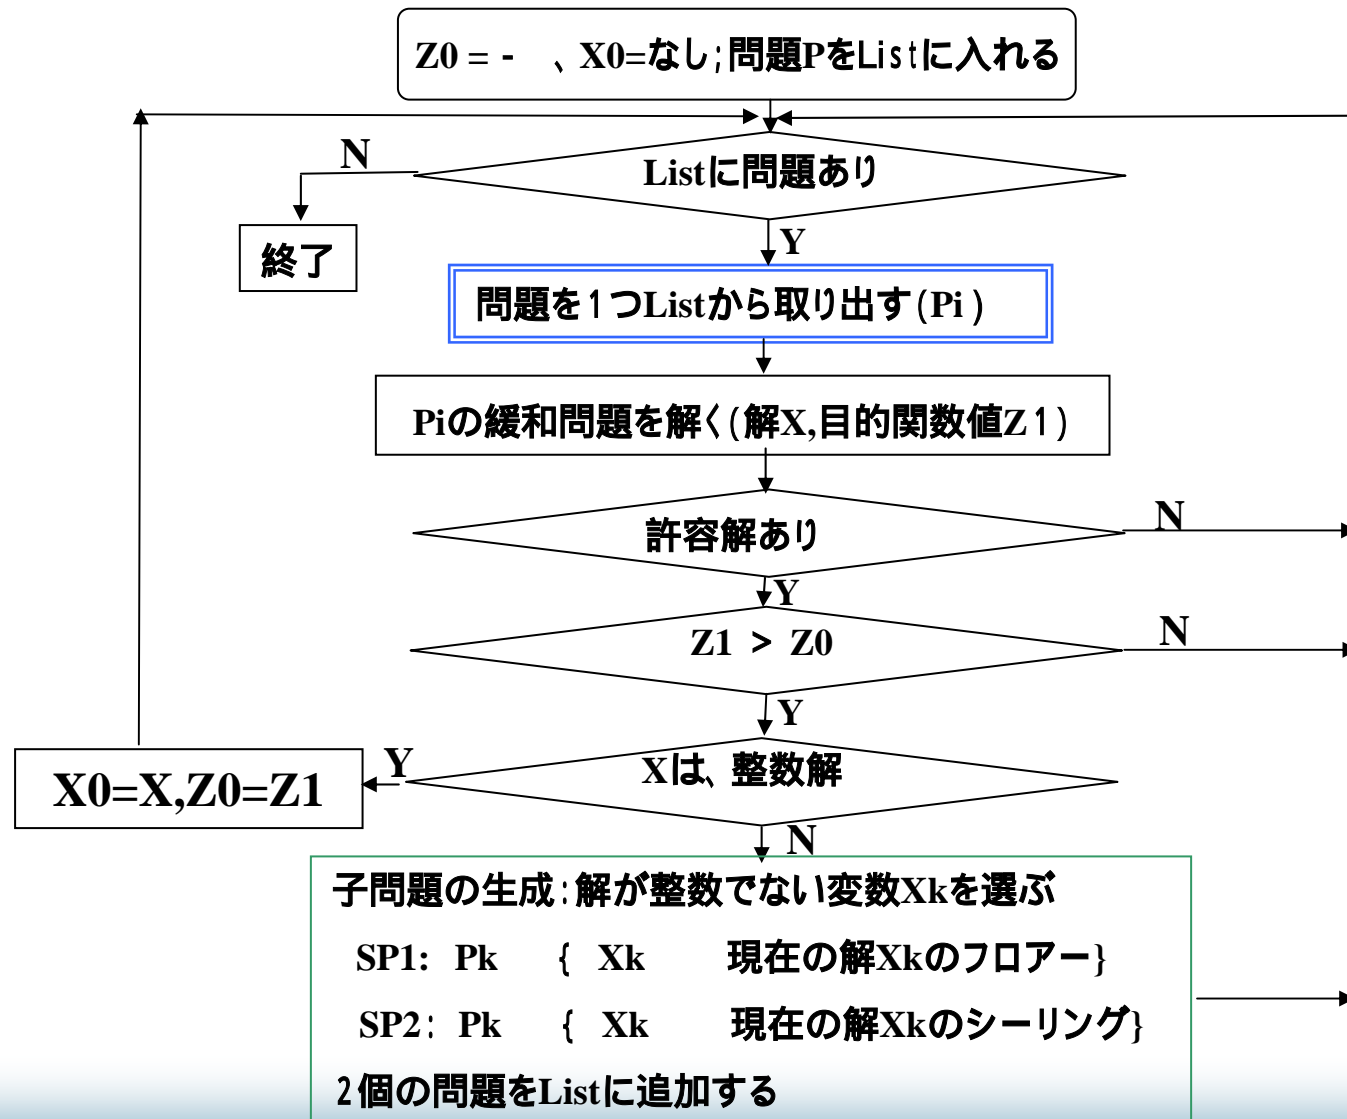 Z0 = - 、X0=なし;問題PをListに入れる
N
Listに問題あり
Y
終了
問題を1つListから取り出す(Pi)
Piの緩和問題を解く(解X,目的関数値Z1)
許容解あり
N
Y
Z1 > Z0
N
Y
Xは、整数解
Y
X0=X,Z0=Z1
N
子問題の生成:解が整数でない変数Xkを選ぶ
SP1: Pk { Xk 現在の解Xkのフロアー}
SP2: Pk { Xk 現在の解Xkのシーリング}
2個の問題をListに追加する